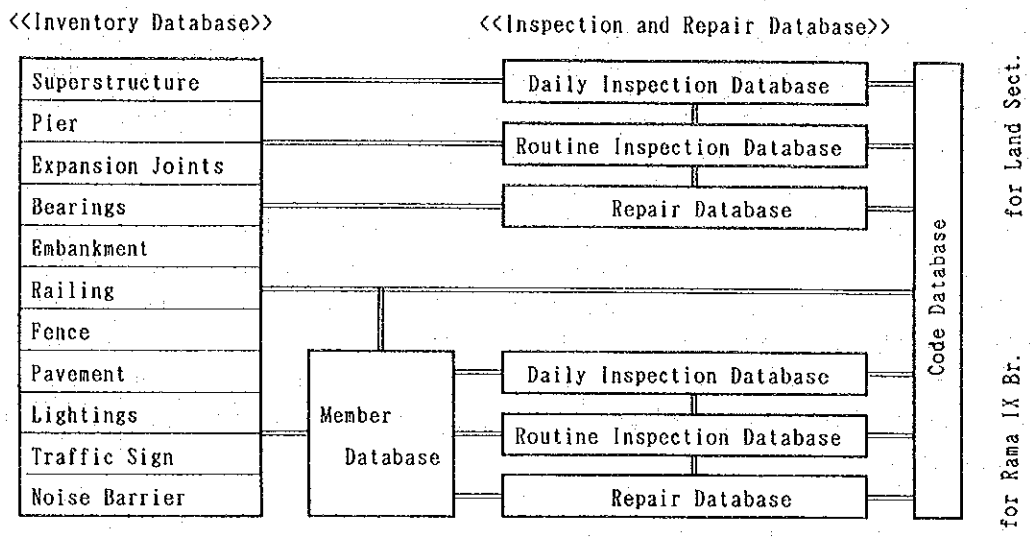 <<Inventory Database>>
<<Inspection and Repair Database>>
Superstructure
Pier
Expansion Joints
Bearings
Embankment
Railing
Fence
Pavement
Lightings
Traffic Sign
Noise Barrier
Member
Database
Daily Inspection Database
Routine Inspection Database
Repair Database
Daily Inspection Database
Routine Inspection Database
Repair Database
Code Database
for Land Sect.
for Rama IX Br.